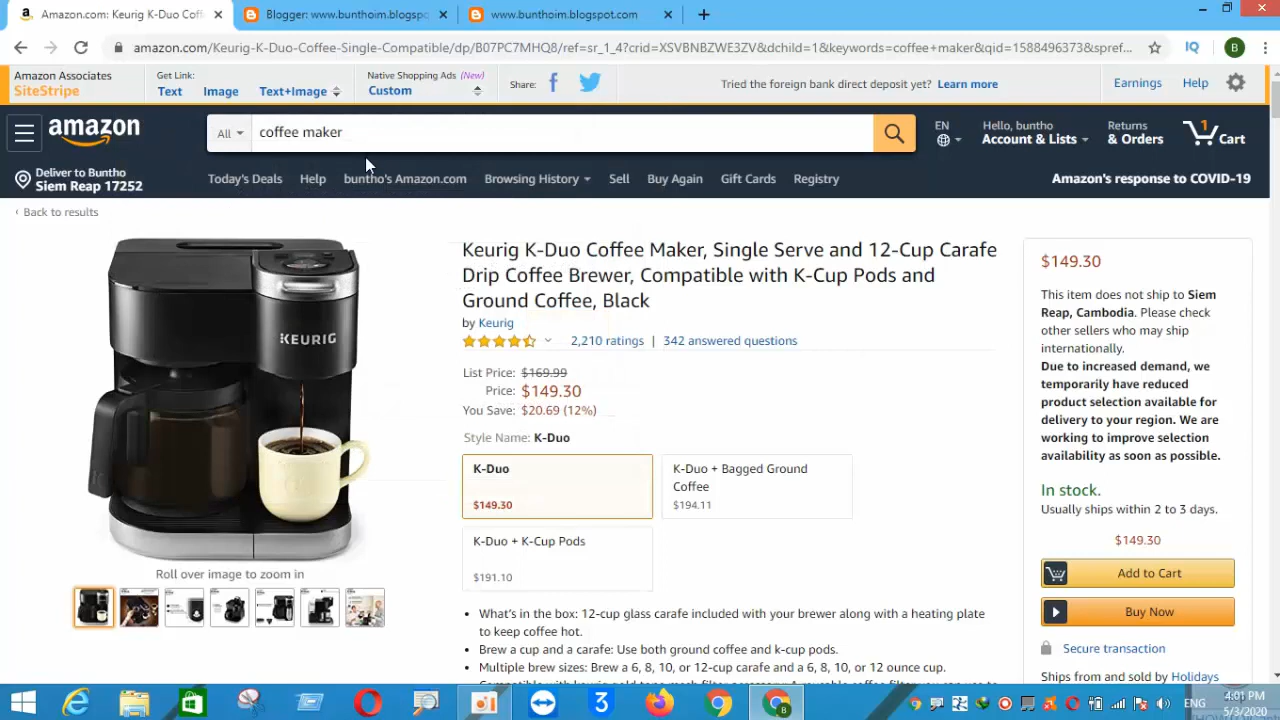 Amazon.com: Keurig K-Duo Coff
Blogger: www.bunthoim.blogsp
www.bunthoim.blogspot.com
amazon.com/Keurig-K-Duo-Coffee-Single-Compatible/dp/B07PC7MHQ8/ref=sr_1_4?crid=XSVBNBZWE3ZV&dchild=1&keywords=coffee+maker&qid=1588496373&spref...
IQ
B
Amazon Associates
SiteStripe
Get Link:
Text Image Text+Image
Native Shopping Ads (New)
Custom
Share:
Tried the foreign bank direct deposit yet? Learn more
Earnings Help
amazon
All
coffee maker
EN
Hello, buntho
Account & Lists
Returns
& Orders
1
Cart
Deliver to Buntho
Siem Reap 17252
Today's Deals Help buntho's Amazon.com Browsing History Sell Buy Again Gift Cards Registry
Amazon's response to COVID-19
‹ Back to results
KEURIG
Roll over image to zoom in
Keurig K-Duo Coffee Maker, Single Serve and 12-Cup Carafe
Drip Coffee Brewer, Compatible with K-Cup Pods and
Ground Coffee, Black
by Keurig
2,210 ratings | 342 answered questions
List Price: $169.99
Price: $149.30
You Save: $20.69 (12%)
Style Name: K-Duo
K-Duo
$149.30
K-Duo + Bagged Ground
Coffee
$194.11
K-Duo + K-Cup Pods
$191.10
• What's in the box: 12-cup glass carafe included with your brewer along with a heating plate
to keep coffee hot.
• Brew a cup and a carafe: Use both ground coffee and k-cup pods.
• Multiple brew sizes: Brew a 6, 8, 10, or 12-cup carafe and a 6, 8, 10, or 12 ounce cup.
$149.30
This item does not ship to Siem
Reap, Cambodia. Please check
other sellers who may ship
internationally.
Due to increased demand, we
temporarily have reduced
product selection available for
delivery to your region. We are
working to improve selection
availability as soon as possible.
In stock.
Usually ships within 2 to 3 days.
$149.30
Add to Cart
Buy Now
Secure transaction
Ships from and sold by Holidays
ENG
4:01 PM
5/3/2020